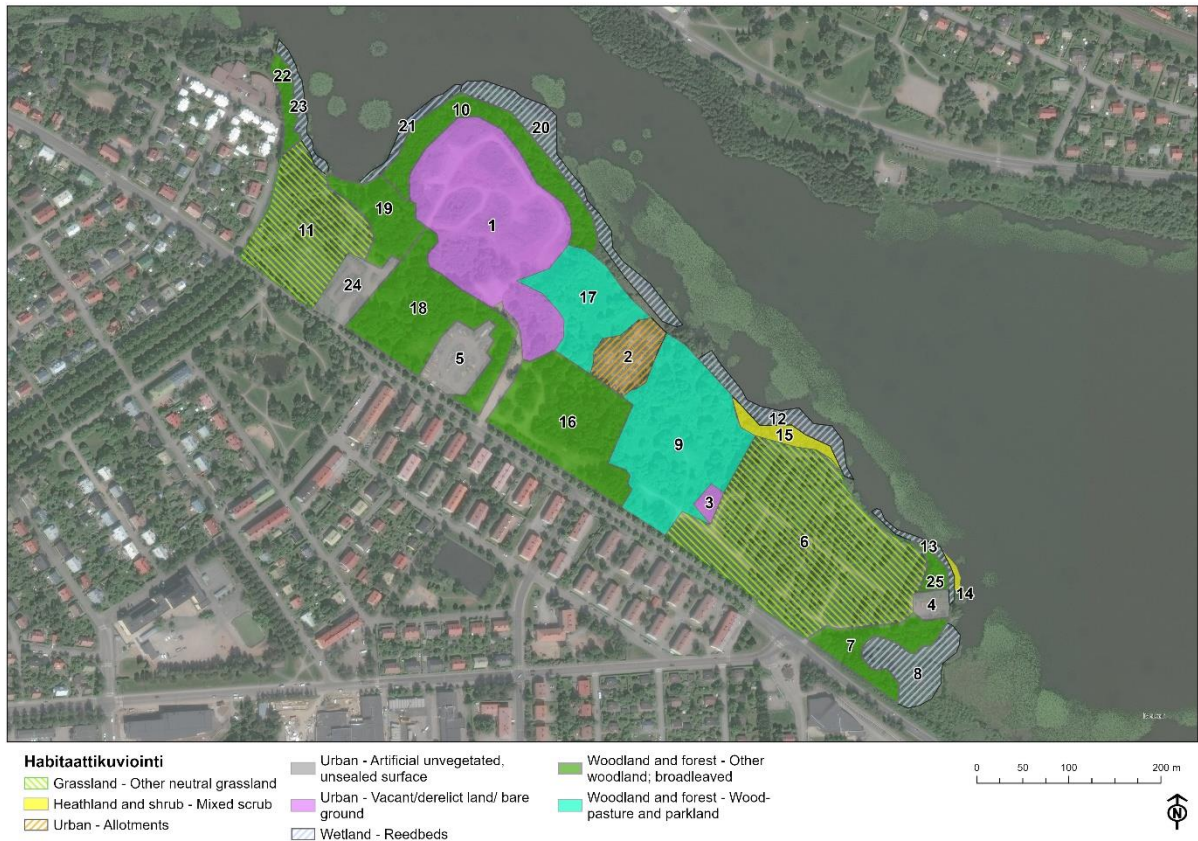 22
23
10
21
20
19
11
1
24
17
18
5
2
16
12
15
9
3
6
13
25
14
4
7
8
Habitaattikuviointi
Grassland - Other neutral grassland
Heathland and shrub - Mixed scrub
Urban - Allotments
Urban - Artificial unvegetated,
unsealed surface
Urban - Vacant/derelict land/ bare
ground
Wetland - Reedbeds
Woodland and forest - Other
woodland; broadleaved
Woodland and forest - Wood-
pasture and parkland
0 50 100 200 m
N